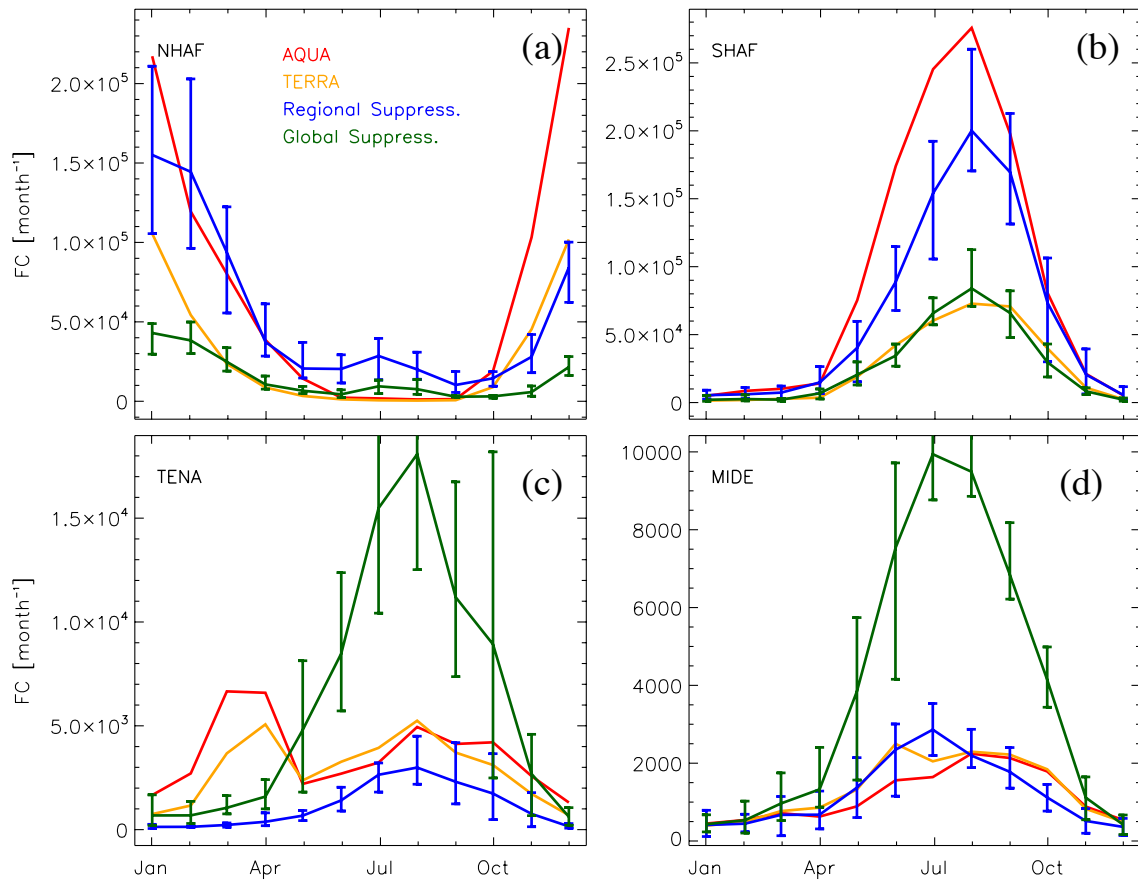 NHAF
(a)
AQUA
TERRA
Regional Suppress.
Global Suppress.
FC [month⁻¹]
2.0×10⁵
1.5×10⁵
1.0×10⁵
5.0×10⁴
0
SHAF
(b)
2.5×10⁵
2.0×10⁵
1.5×10⁵
1.0×10⁵
5.0×10⁴
0
TENA
(c)
FC [month⁻¹]
1.5×10⁴
1.0×10⁴
5.0×10³
0
Jan Apr Jul Oct
MIDE
(d)
10000
8000
6000
4000
2000
0
Jan Apr Jul Oct